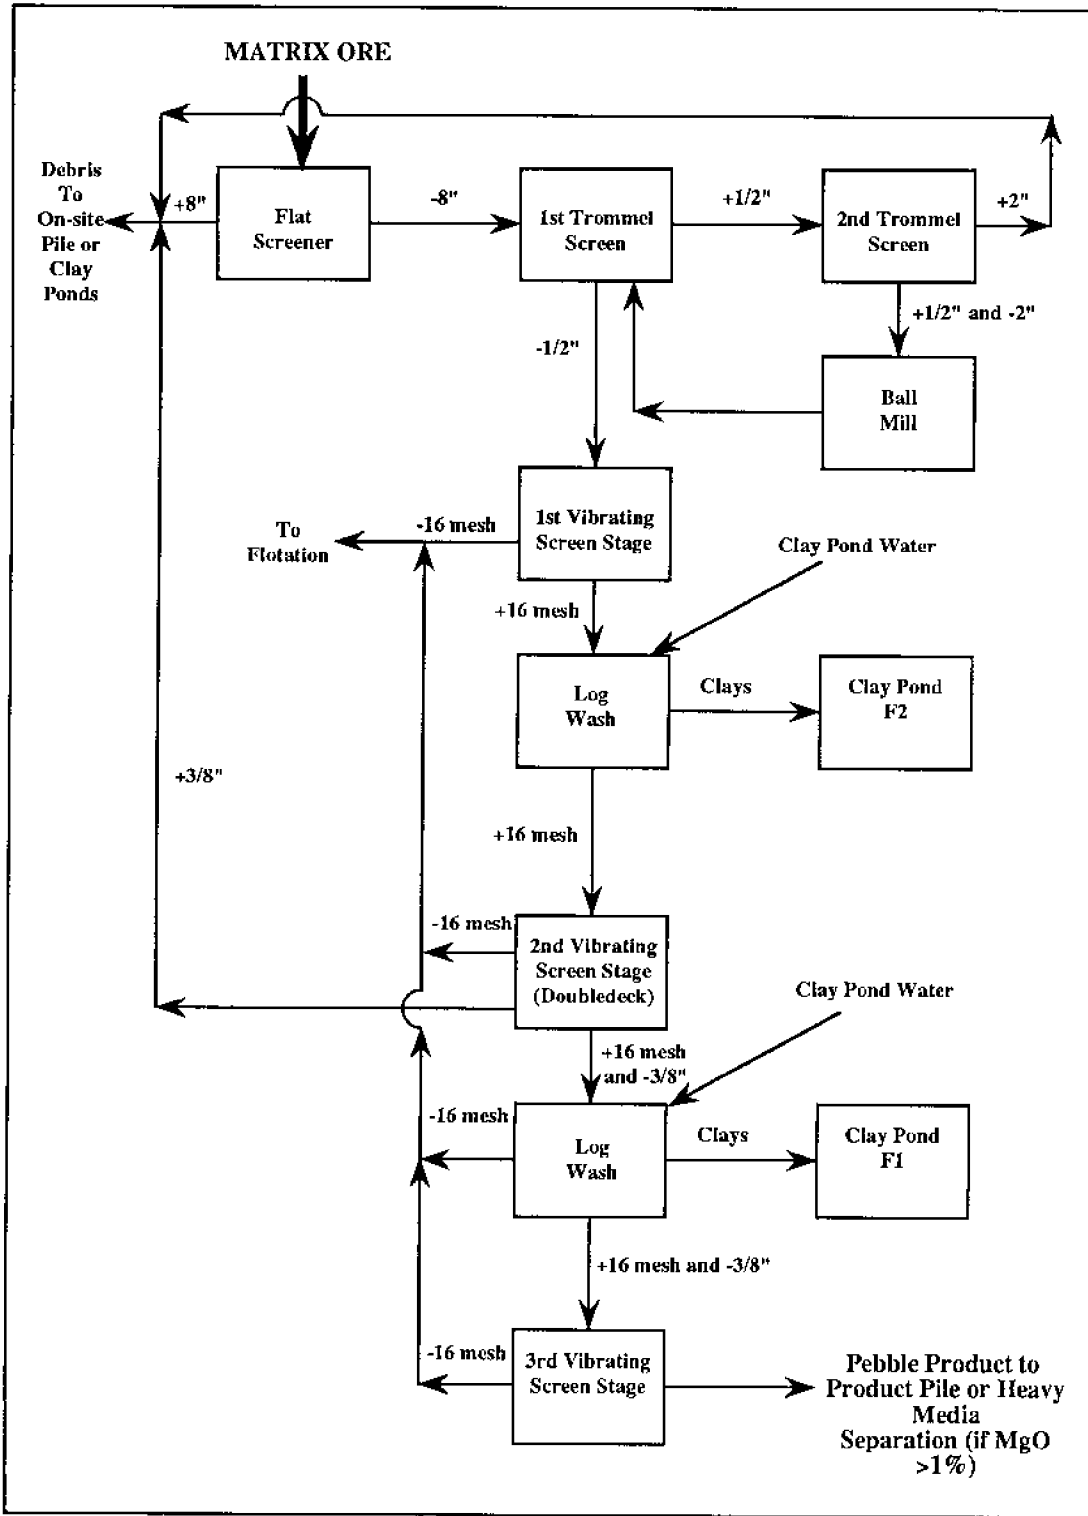 MATRIX ORE
Debris
To
On-site
Pile or
Clay
Ponds
+8"
Flat
Screener
-8"
1st Trommel
Screen
+1/2"
2nd Trommel
Screen
+2"
+1/2" and -2"
-1/2"
Ball
Mill
To
Flotation
-16 mesh
1st Vibrating
Screen Stage
Clay Pond Water
+16 mesh
Log
Wash
Clays
Clay Pond
F2
+3/8"
+16 mesh
-16 mesh
2nd Vibrating
Screen Stage
(Doubledeck)
Clay Pond Water
+16 mesh
and -3/8"
-16 mesh
Log
Wash
Clays
Clay Pond
F1
+16 mesh and -3/8"
-16 mesh
3rd Vibrating
Screen Stage
Pebble Product to
Product Pile or Heavy
Media
Separation (if MgO
>1%)